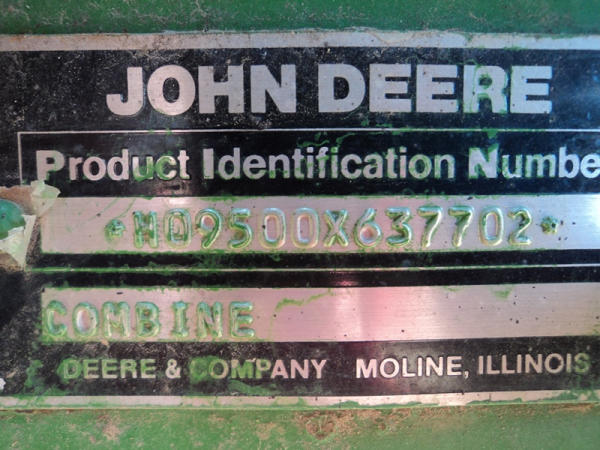 JOHN DEERE
Product Identification Numbe
*H09500X637702*
COMBINE
DEERE & COMPANY MOLINE, ILLINOIS